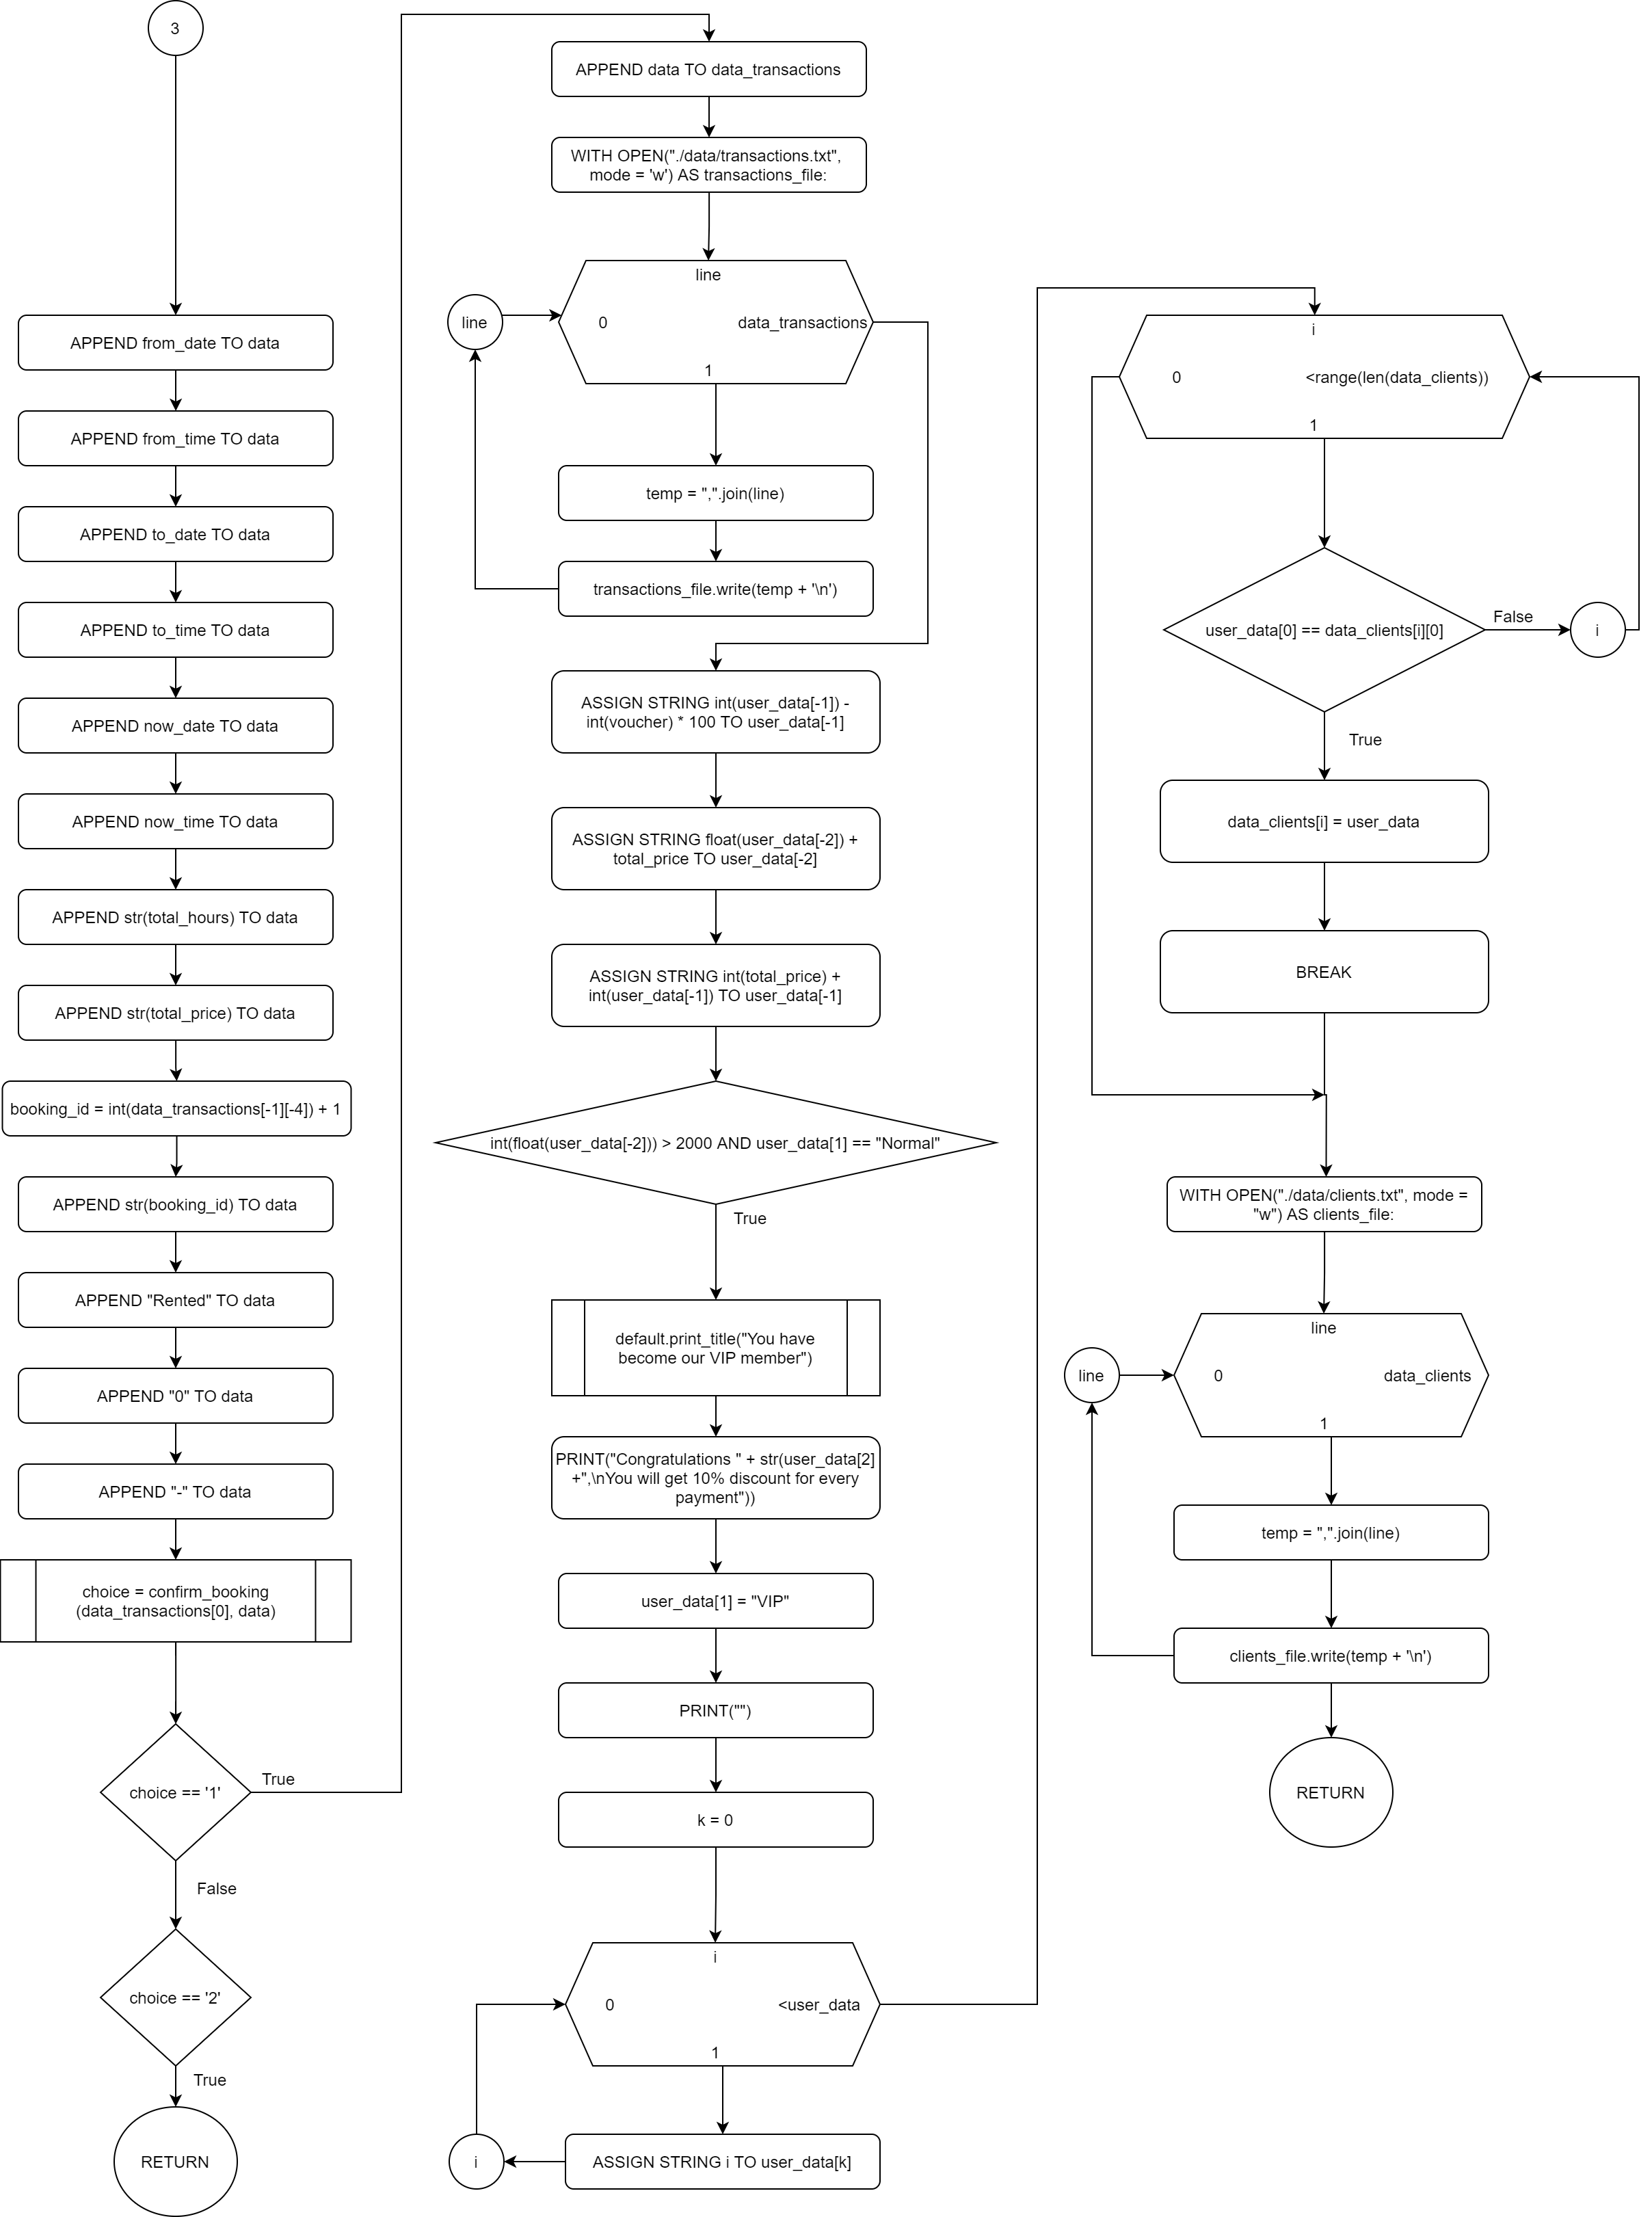 3
APPEND from_date TO data
APPEND from_time TO data
APPEND to_date TO data
APPEND to_time TO data
APPEND now_date TO data
APPEND now_time TO data
APPEND str(total_hours) TO data
APPEND str(total_price) TO data
booking_id = int(data_transactions[-1][-4]) + 1
APPEND str(booking_id) TO data
APPEND "Rented" TO data
APPEND "0" TO data
APPEND "-" TO data
choice = confirm_booking
(data_transactions[0], data)
choice == '1'
True
False
choice == '2'
True
RETURN
APPEND data TO data_transactions
WITH OPEN("./data/transactions.txt",
mode = 'w') AS transactions_file:
line
line
0
data_transactions
1
temp = ",".join(line)
transactions_file.write(temp + '\n')
ASSIGN STRING int(user_data[-1]) -
int(voucher) * 100 TO user_data[-1]
ASSIGN STRING float(user_data[-2]) +
total_price TO user_data[-2]
ASSIGN STRING int(total_price) +
int(user_data[-1]) TO user_data[-1]
int(float(user_data[-2])) > 2000 AND user_data[1] == "Normal"
True
default.print_title("You have
become our VIP member")
PRINT("Congratulations " + str(user_data[2]
+",\nYou will get 10% discount for every
payment"))
user_data[1] = "VIP"
PRINT("")
k = 0
i
0
<user_data
1
i
ASSIGN STRING i TO user_data[k]
i
0
<range(len(data_clients))
1
user_data[0] == data_clients[i][0]
False
i
True
data_clients[i] = user_data
BREAK
WITH OPEN("./data/clients.txt", mode =
"w") AS clients_file:
line
line
0
data_clients
1
temp = ",".join(line)
clients_file.write(temp + '\n')
RETURN